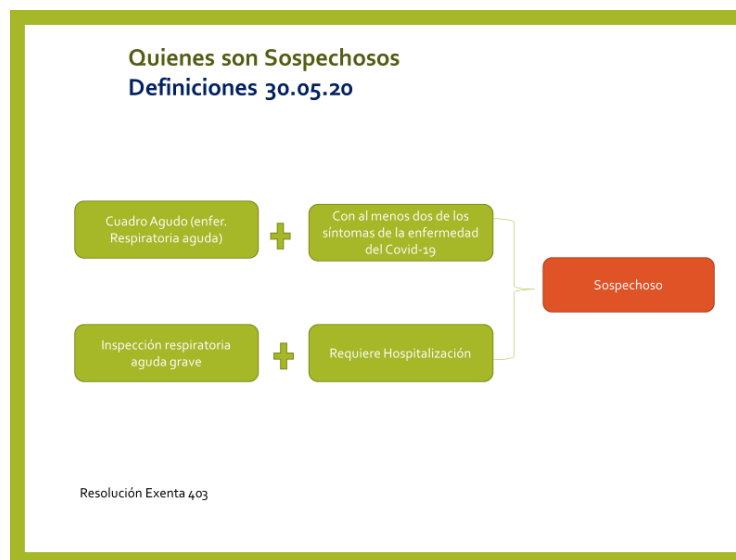 Quienes son Sospechosos
Definiciones 30.05.20
Cuadro Agudo (enfer.
Respiratoria aguda)
Con al menos dos de los
síntomas de la enfermedad
del Covid-19
Sospechoso
Inspección respiratoria
aguda grave
Requiere Hospitalización
Resolución Exenta 403